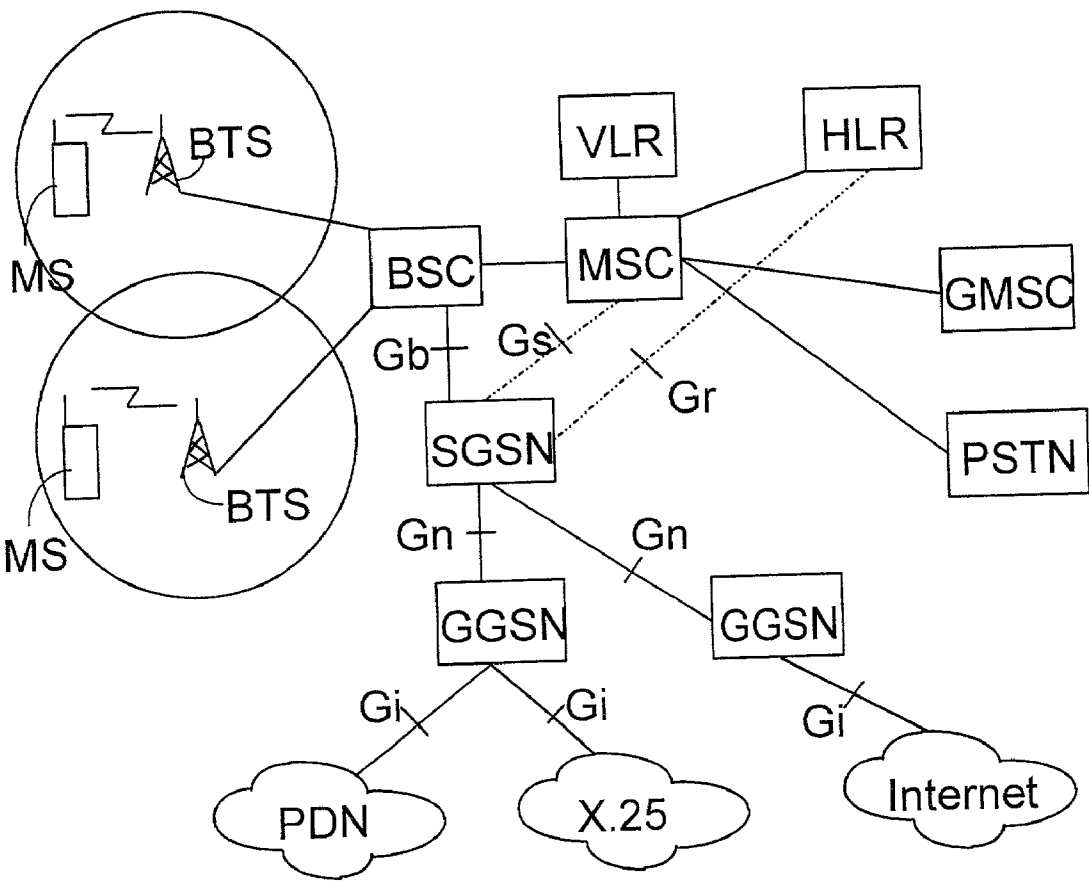 BTS
VLR
HLR
MS
BSC
MSC
GMSC
Gb
Gs
Gr
SGSN
PSTN
BTS
MS
Gn
Gn
GGSN
GGSN
Gi
Gi
Gi
PDN
X.25
Internet